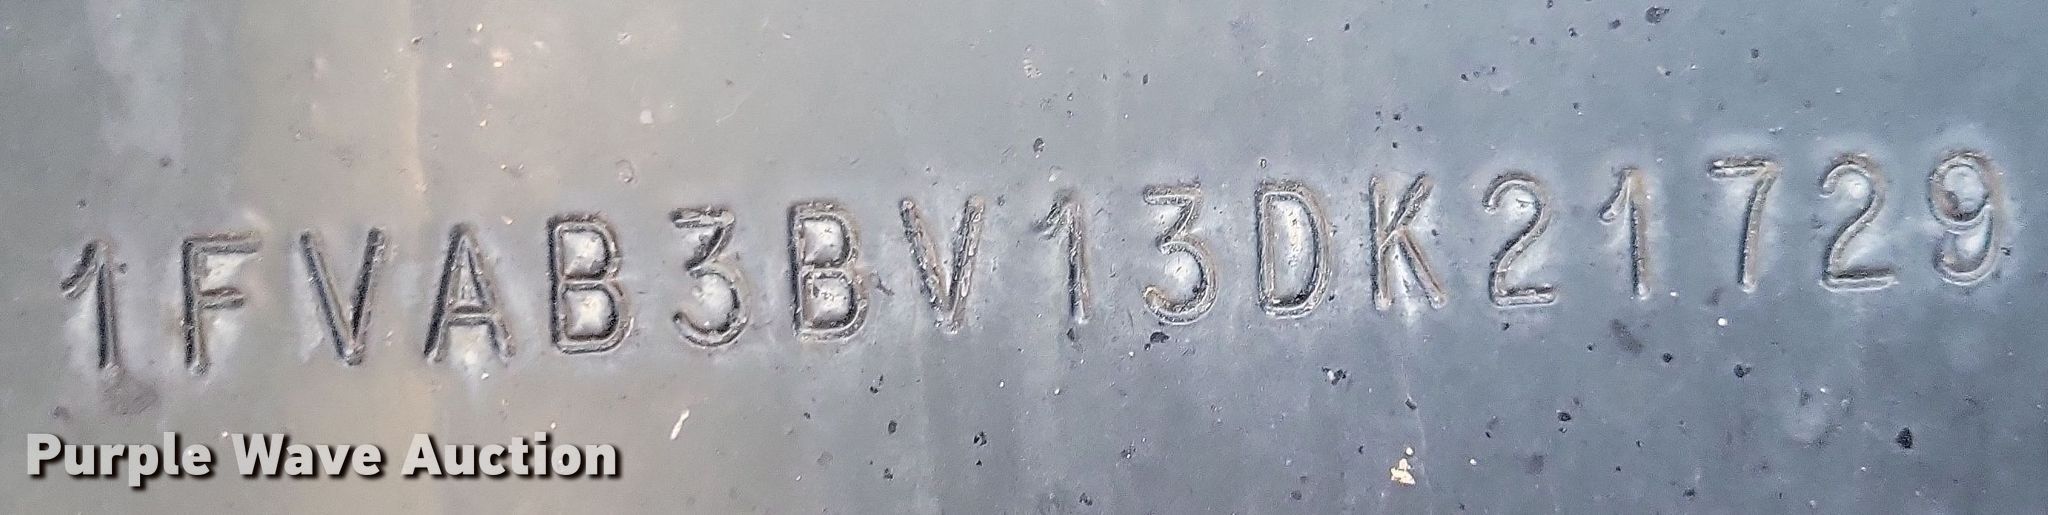 1FVAB3BV13DK21729
Purple Wave Auction